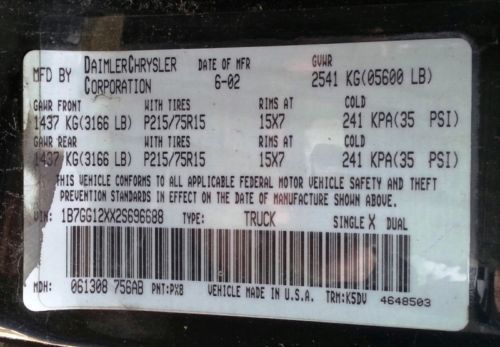 MFD BY DAIMLERCHRYSLER CORPORATION DATE OF MFR 6-02 GVWR 2541 KG(05600 LB)
GAWR FRONT WITH TIRES RIMS AT COLD
1437 KG(3166 LB) P215/75R15 15X7 241 KPA(35 PSI)
GAWR REAR WITH TIRES RIMS AT COLD
1437 KG(3166 LB) P215/75R15 15X7 241 KPA(35 PSI)
THIS VEHICLE CONFORMS TO ALL APPLICABLE FEDERAL MOTOR VEHICLE SAFETY AND THEFT
PREVENTION STANDARDS IN EFFECT ON THE DATE OF MANUFACTURE SHOWN ABOVE.
VIN: 1B7GG12XX2S696688 TYPE: TRUCK SINGLE X DUAL
MDH: 061308 756AB PNT:PX8 VEHICLE MADE IN U.S.A. TRM:K5DV 4648503